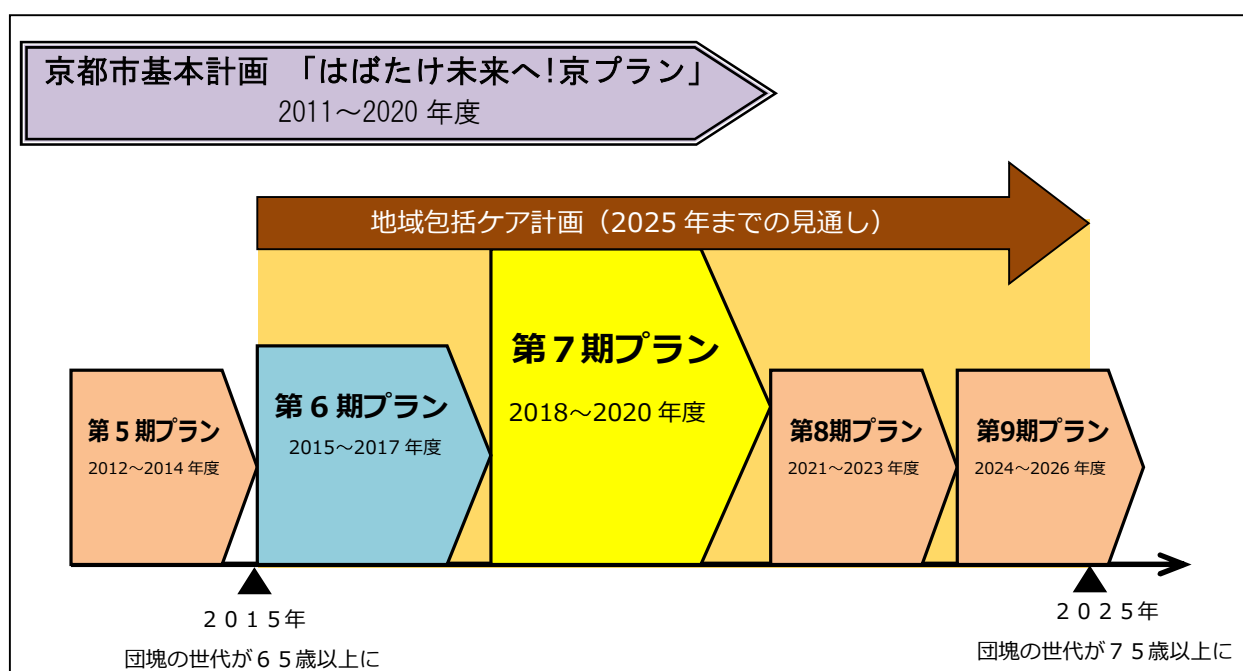 京都市基本計画 「はばたけ未来へ!京プラン」
2011～2020 年度
地域包括ケア計画（2025 年までの見通し）
第５期プラン
2012～2014 年度
第６期プラン
2015～2017 年度
第７期プラン
2018～2020 年度
第8期プラン
2021～2023 年度
第9期プラン
2024～2026 年度
２０１５年
団塊の世代が６５歳以上に
２０２５年
団塊の世代が７５歳以上に